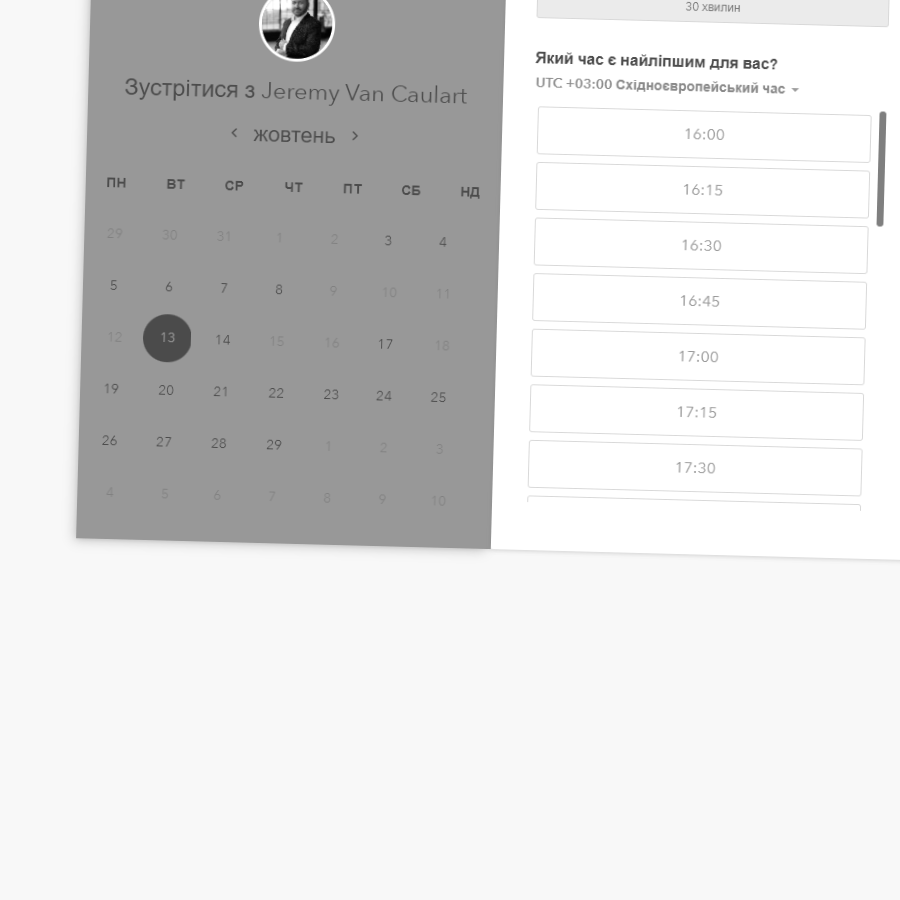 Зустрітися з Jeremy Van Caulart
‹ жовтень ›
ПН ВТ СР ЧТ ПТ СБ НД
29 30 31 1 2 3 4
5 6 7 8 9 10 11
12 13 14 15 16 17 18
19 20 21 22 23 24 25
26 27 28 29 1 2 3
4 5 6 7 8 9 10
30 хвилин
Який час є найліпшим для вас?
UTC +03:00 Східноєвропейський час
16:00
16:15
16:30
16:45
17:00
17:15
17:30